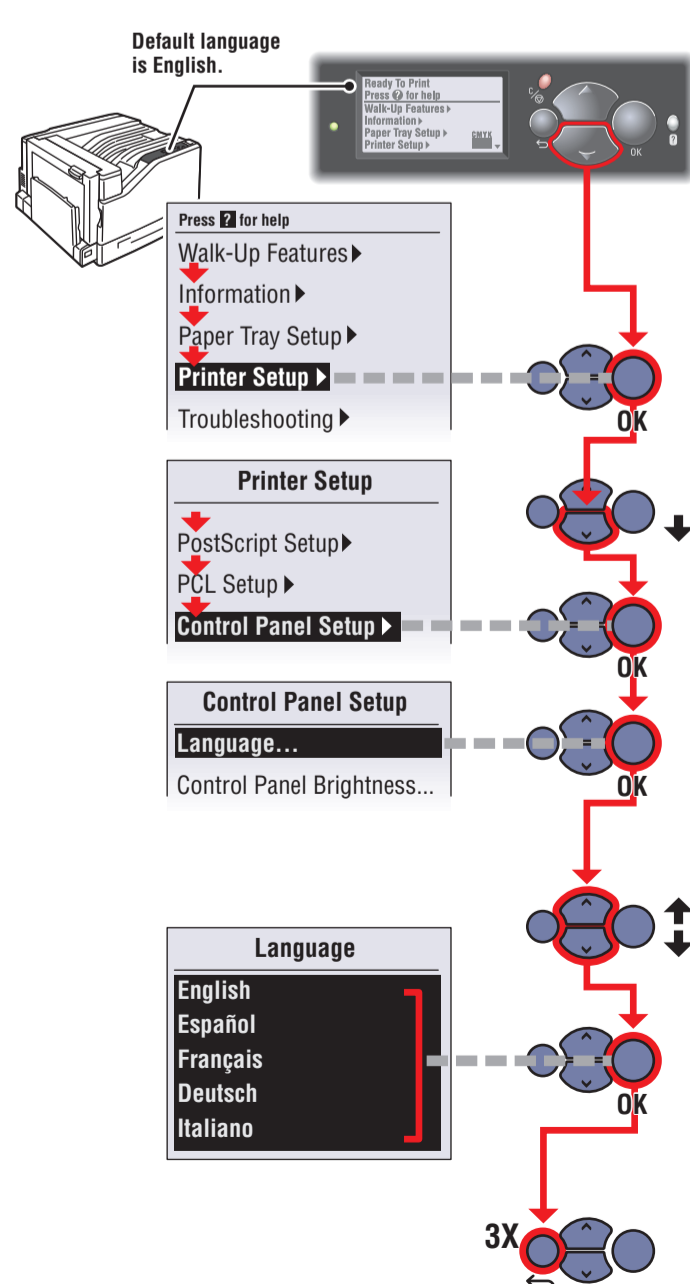 Default language
is English.
Ready To Print
Press ? for help
Walk-Up Features
Information
Paper Tray Setup
Printer Setup
CMYK
C/
OK
?
Press ? for help
Walk-Up Features
Information
Paper Tray Setup
Printer Setup
Troubleshooting
OK
Printer Setup
PostScript Setup
PCL Setup
Control Panel Setup
OK
Control Panel Setup
Language...
Control Panel Brightness...
OK
Language
English
Español
Français
Deutsch
Italiano
OK
3X